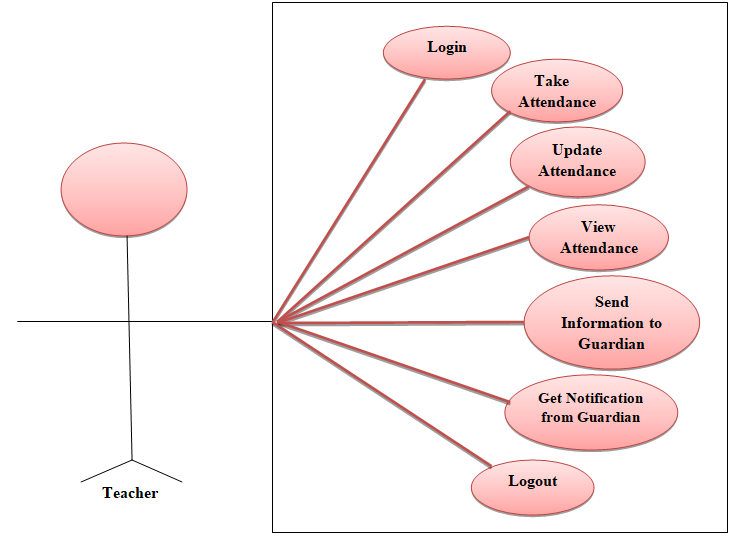 Login
Take
Attendance
Update
Attendance
View
Attendance
Send
Information to
Guardian
Get Notification
from Guardian
Logout
Teacher